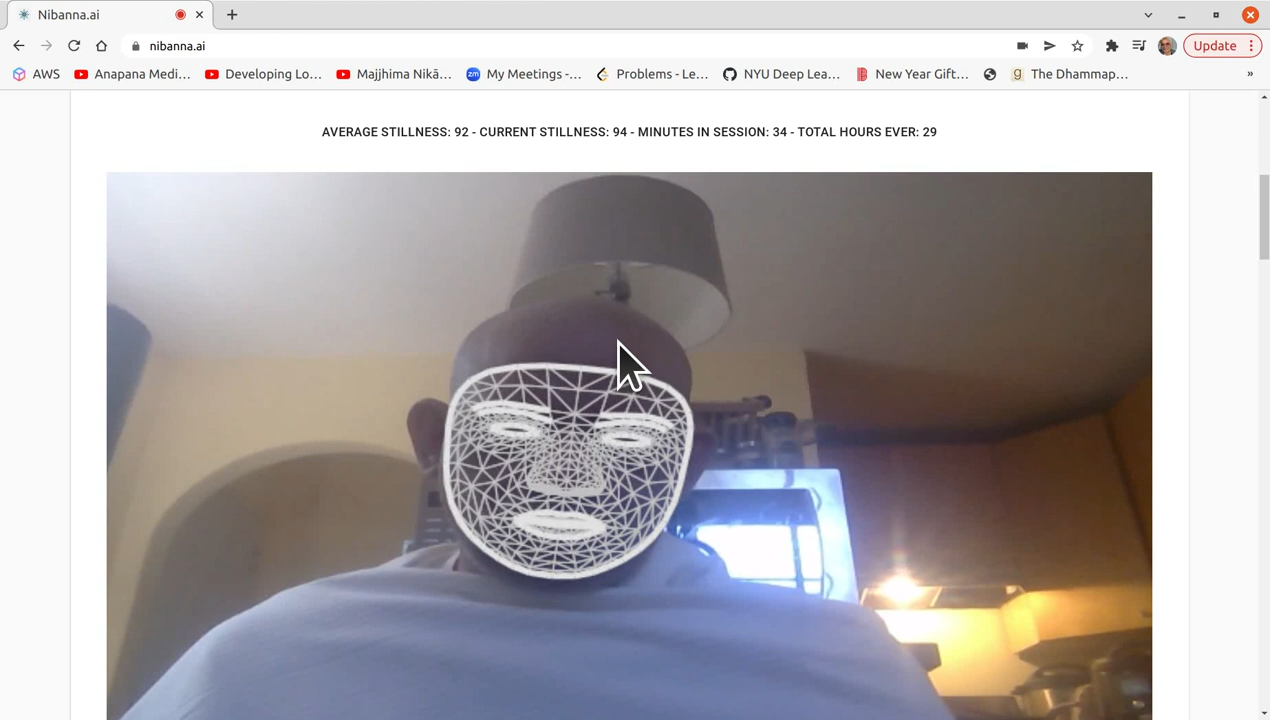 Nibanna.ai
nibanna.ai
Update
AWS
Anapana Medi...
Developing Lo...
Majjhima Nikā...
zm My Meetings -...
Problems - Le...
NYU Deep Lea...
New Year Gift...
g The Dhammap...
»
AVERAGE STILLNESS: 92 - CURRENT STILLNESS: 94 - MINUTES IN SESSION: 34 - TOTAL HOURS EVER: 29